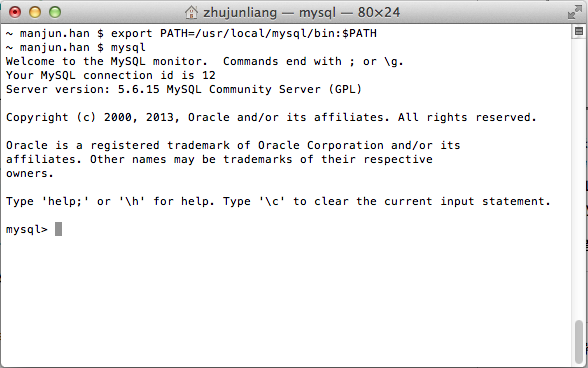 zhujunliang — mysql — 80×24
~ manjun.han $ export PATH=/usr/local/mysql/bin:$PATH
~ manjun.han $ mysql
Welcome to the MySQL monitor.  Commands end with ; or \g.
Your MySQL connection id is 12
Server version: 5.6.15 MySQL Community Server (GPL)

Copyright (c) 2000, 2013, Oracle and/or its affiliates. All rights reserved.

Oracle is a registered trademark of Oracle Corporation and/or its
affiliates. Other names may be trademarks of their respective
owners.

Type 'help;' or '\h' for help. Type '\c' to clear the current input statement.

mysql>